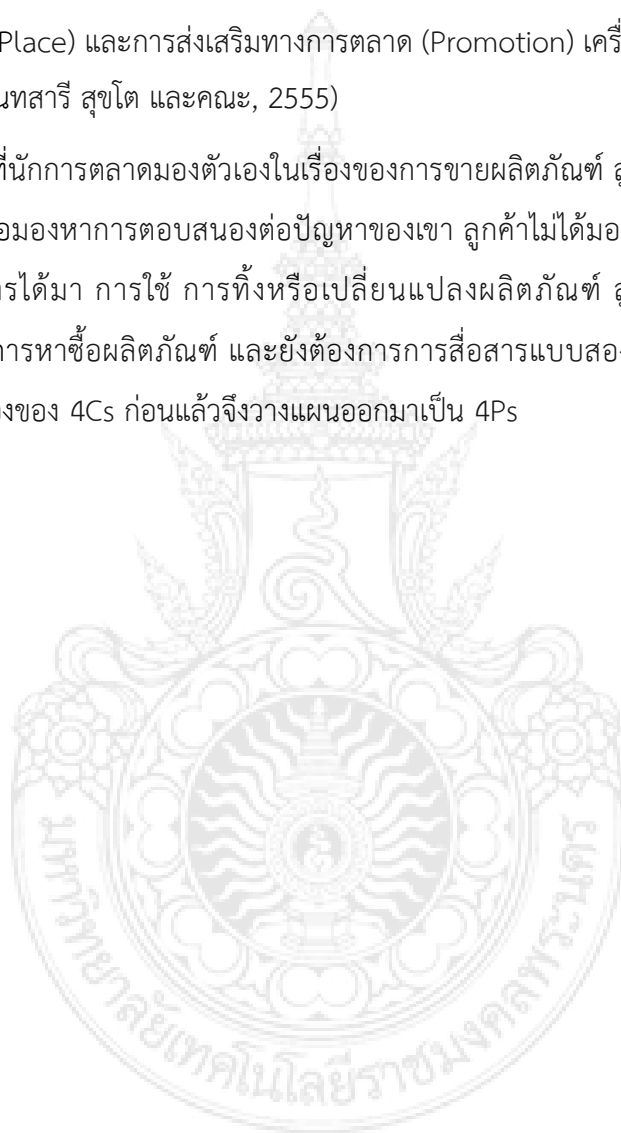 Place) และการส่งเสริมทางการตลาด (Promotion) เครื่
นทสารี สุขโต และคณะ, 2555)
ที่นักการตลาดมองตัวเองในเรื่องของการขายผลิตภัณฑ์ ลู
อมองหาการตอบสนองต่อปัญหาของเขา ลูกค้าไม่ได้มอ
รได้มา การใช้ การทิ้งหรือเปลี่ยนแปลงผลิตภัณฑ์ ลู
การหาซื้อผลิตภัณฑ์ และยังต้องการการสื่อสารแบบสอง
องของ 4Cs ก่อนแล้วจึงวางแผนออกมาเป็น 4Ps
มหาวิทยาลัยเทคโนโลยีราชมงคลพระนคร